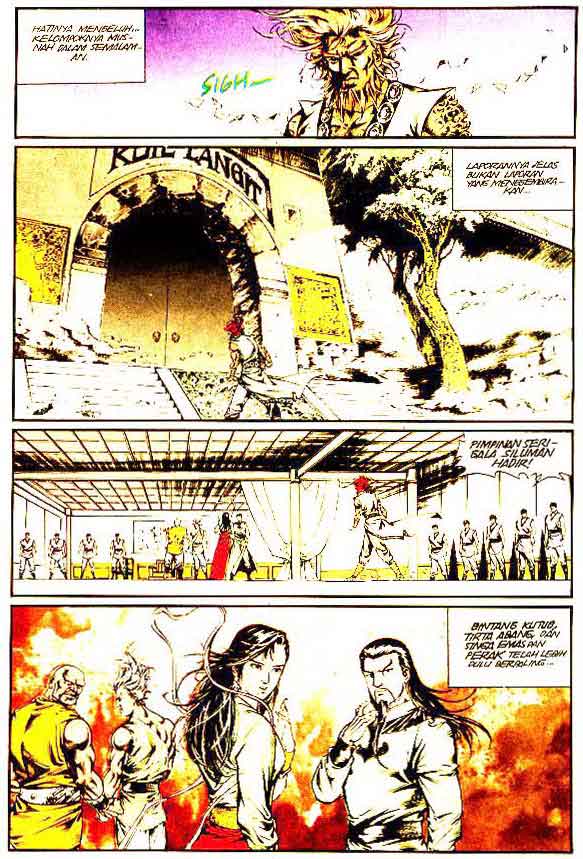 HATINYA MENGELUH...
KELOMPOKNYA MUS-
NAH DALAM SEMALAM-
AN.
SIGH~
KUIL LANGIT
LAPORANNYA JELAS
BUKAN LAPORAN
YANG MENGGEMBIRA-
KAN...
PIMPINAN SERI-
GALA SILUMAN
HADIR!
BINTANG KUTUB,
TIRTA ABANG, DAN
SINGA EMAS DAN
PERAK TELAH LEBIH
DULU BERPALING...